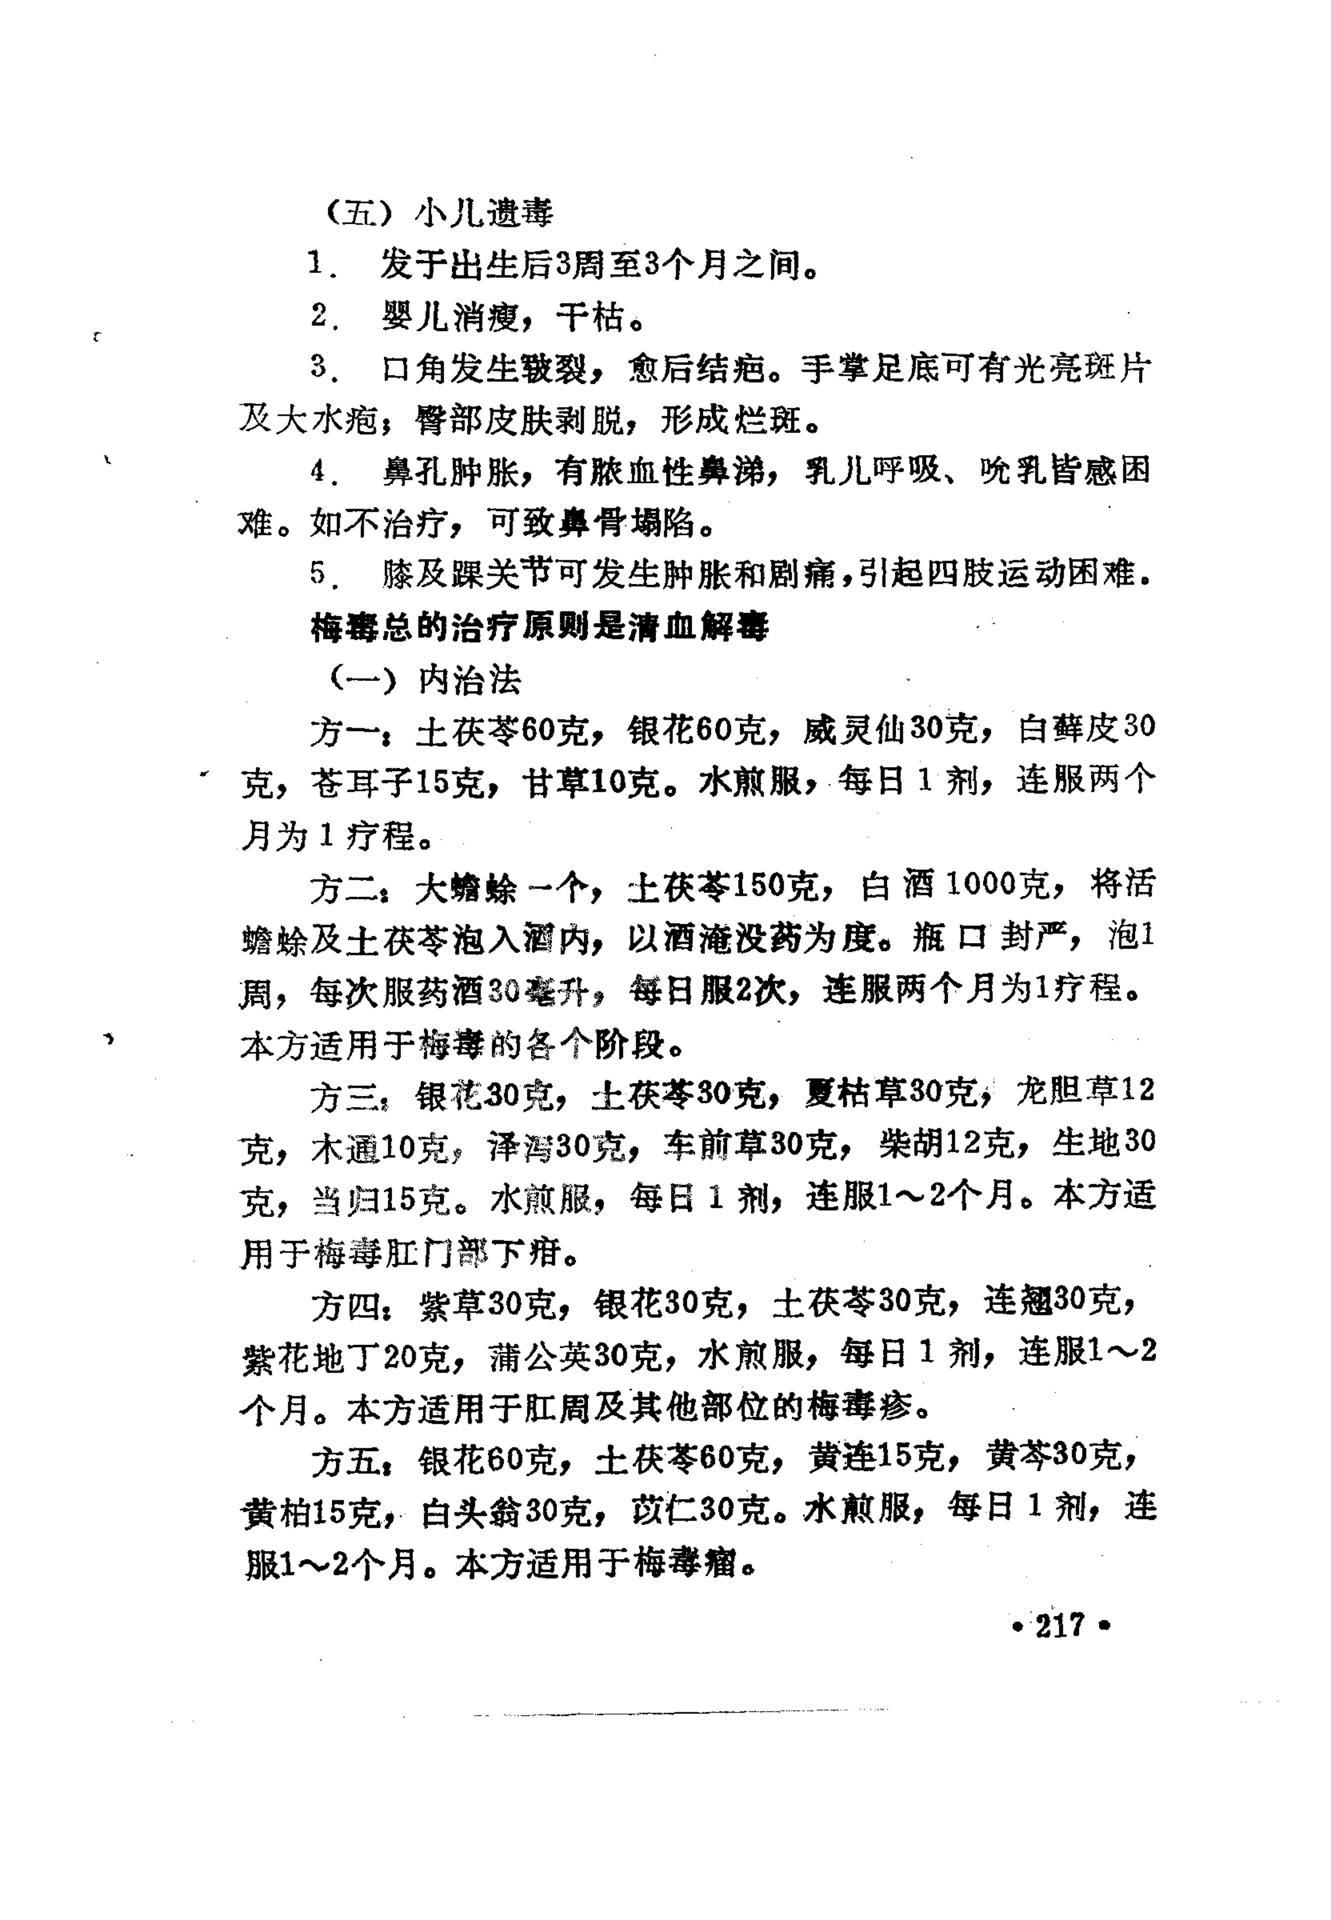 （五）小儿遗毒
1． 发于出生后3周至3个月之间。
2． 婴儿消瘦，干枯。
3． 口角发生皲裂，愈后结疤。手掌足底可有光亮斑片
及大水疱；臀部皮肤剥脱，形成烂斑。
4． 鼻孔肿胀，有脓血性鼻涕，乳儿呼吸、吮乳皆感困
难。如不治疗，可致鼻骨塌陷。
5． 膝及踝关节可发生肿胀和剧痛，引起四肢运动困难．
梅毒总的治疗原则是清血解毒
（一）内治法
方一：土茯苓60克，银花60克，威灵仙30克，白藓皮30
克，苍耳子15克，甘草10克。水煎服，每日1剂，连服两个
月为1疗程。
方二：大蟾蜍一个，土茯苓150克，白酒1000克，将活
蟾蜍及土茯苓泡入酒内，以酒淹没药为度。瓶口封严，泡1
周，每次服药酒30毫升，每日服2次，连服两个月为1疗程。
本方适用于梅毒的各个阶段。
方三：银花30克，土茯苓30克，夏枯草30克，龙胆草12
克，木通10克，泽泻30克，车前草30克，柴胡12克，生地30
克，当归15克。水煎服，每日1剂，连服1～2个月。本方适
用于梅毒肛门部下疳。
方四：紫草30克，银花30克，土茯苓30克，连翘30克，
紫花地丁20克，蒲公英30克，水煎服，每日1剂，连服1～2
个月。本方适用于肛周及其他部位的梅毒疹。
方五：银花60克，土茯苓60克，黄连15克，黄芩30克，
黄柏15克，白头翁30克，苡仁30克。水煎服，每日1剂，连
服1～2个月。本方适用于梅毒瘤。
•217•